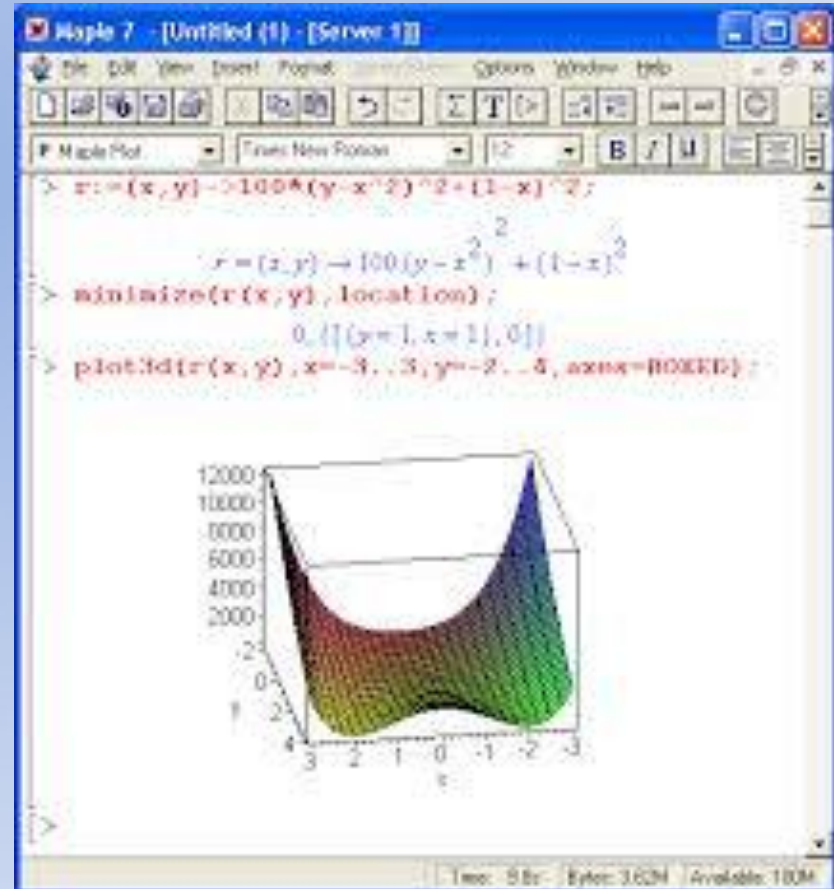 Maple 7 - [Untitled (1) - [Server 1]]
File Edit View Insert Format Options Window Help
P Maple Plot Times New Roman 12 B I U
> r:=(x,y)->100*(y-x^2)^2+(1-x)^2;
r = (x, y) → 100 (y − x²)² + (1 − x)²
> minimize(r(x,y),location);
0, {[{y = 1, x = 1}, 0]}
> plot3d(r(x,y),x=-3..3,y=-2..4,axes=BOXED);
12000
10000
8000
6000
4000
2000
-2
0
2
4
3 2 1 0 -1 -2 -3
x
>
Time: Bytes: 3.62M Available: 180M